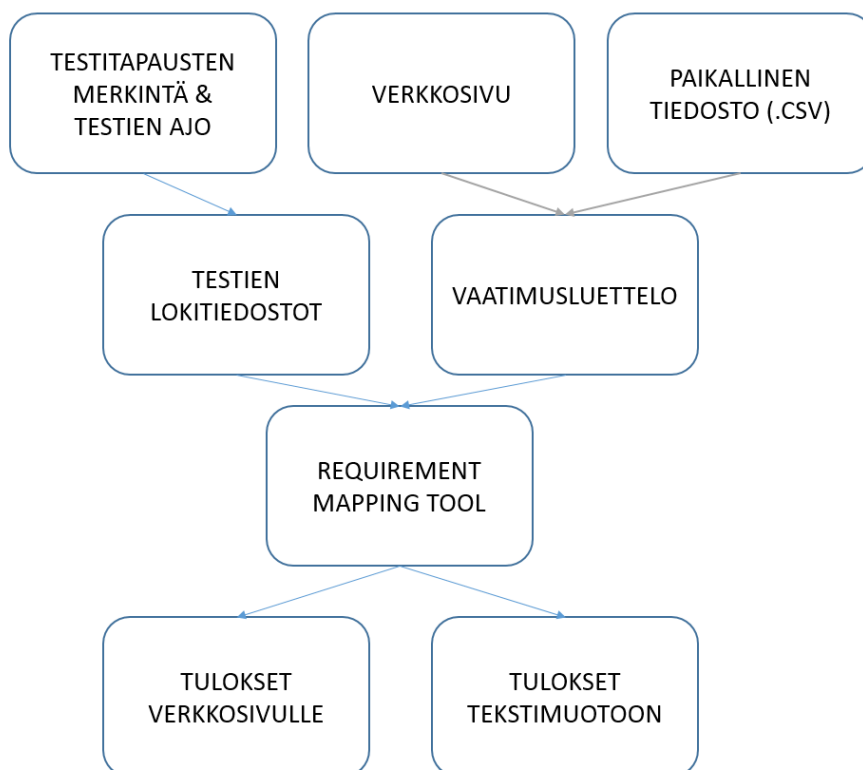 TESTITAPAUSTEN
MERKINTÄ &
TESTIEN AJO
VERKKOSIVU
PAIKALLINEN
TIEDOSTO (.CSV)
TESTIEN
LOKITIEDOSTOT
VAATIMUSLUETTELO
REQUIREMENT
MAPPING TOOL
TULOKSET
VERKKOSIVULLE
TULOKSET
TEKSTIMUOTOON